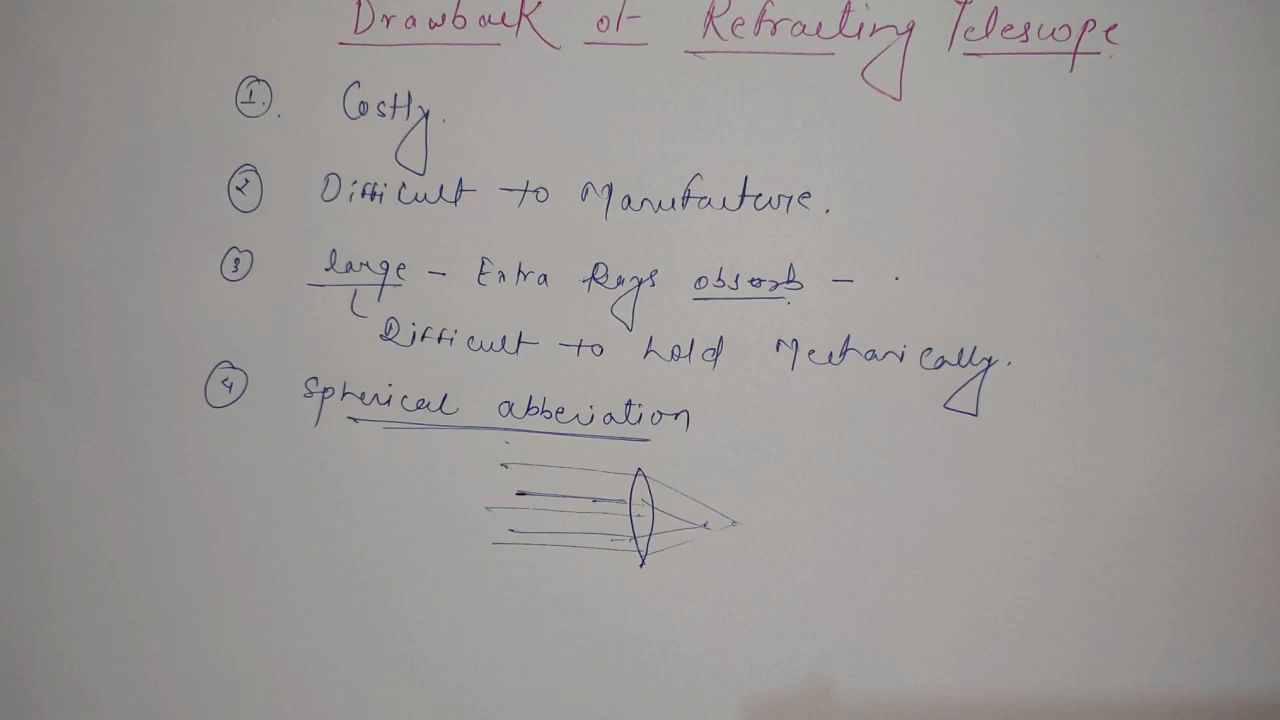 Drawback of Refracting Telescope
1. Costly.
2 Difficult to Manufacture.
3 large - Extra Rays absorb -
Difficult to hold Mechanically.
4 Spherical abberiation